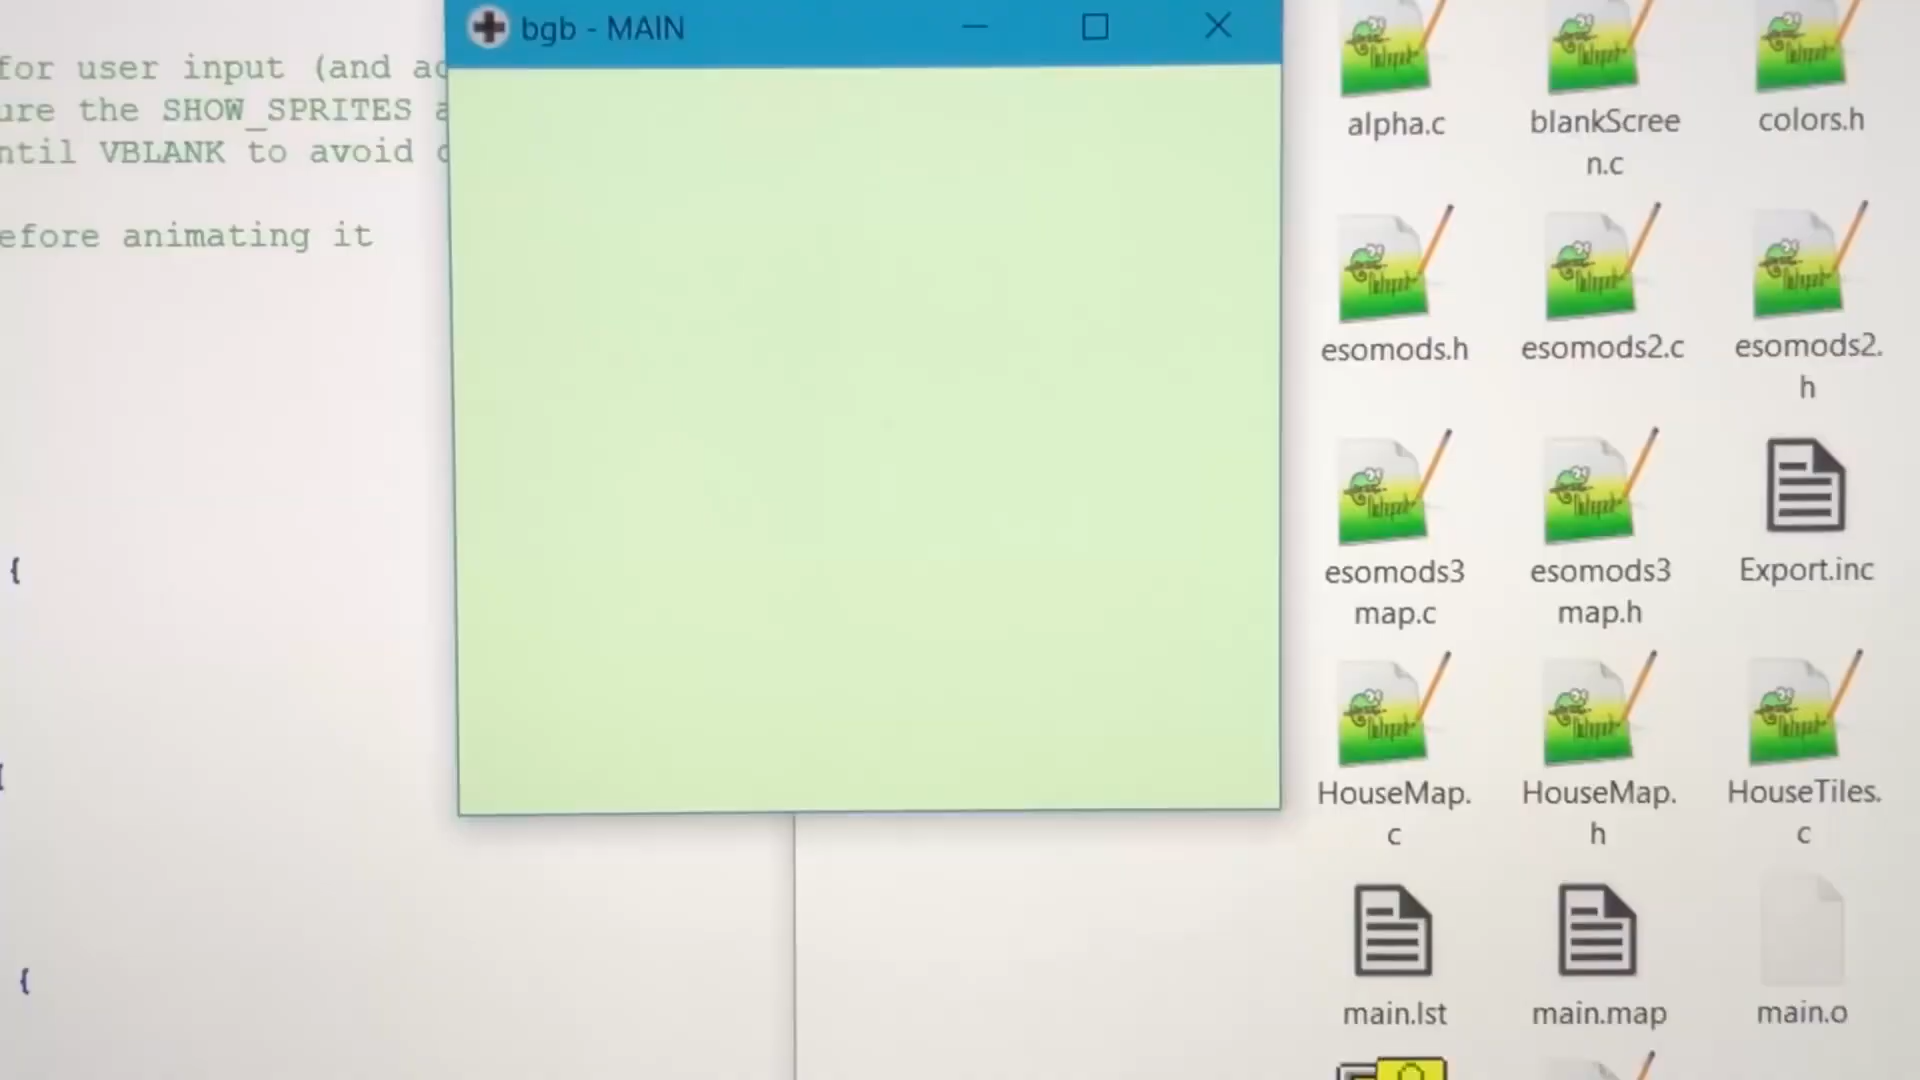 bgb - MAIN
for user input (and ac
ure the SHOW_SPRITES a
ntil VBLANK to avoid
efore animating it
{
{
alpha.c
blankScree
n.c
colors.h
esomods.h
esomods2.c
esomods2.
h
esomods3
map.c
esomods3
map.h
Export.inc
HouseMap.
c
HouseMap.
h
HouseTiles.
c
main.lst
main.map
main.o